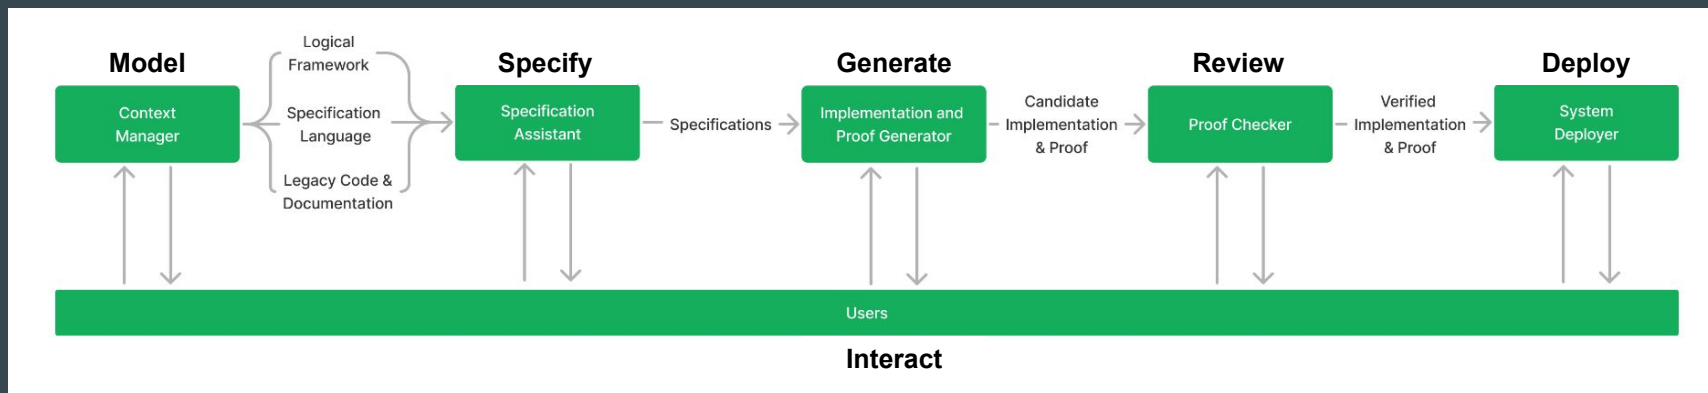 Model
Context
Manager
Logical
Framework
Specification
Language
Legacy Code &
Documentation
Specify
Specification
Assistant
Specifications
Generate
Implementation and
Proof Generator
Candidate
Implementation
& Proof
Review
Proof Checker
Verified
Implementation
& Proof
Deploy
System
Deployer
Users
Interact